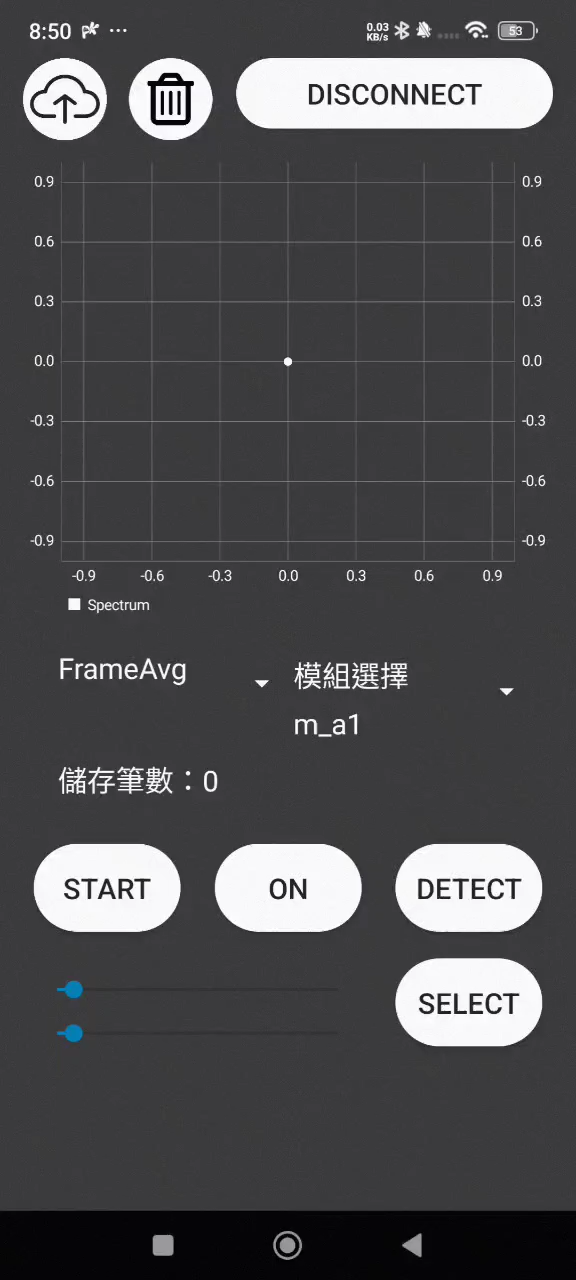 8:50
0.03
KB/s
53
DISCONNECT
0.9 0.9
0.6 0.6
0.3 0.3
0.0 0.0
-0.3 -0.3
-0.6 -0.6
-0.9 -0.9
-0.9 -0.6 -0.3 0.0 0.3 0.6 0.9
Spectrum
FrameAvg 模組選擇
m_a1
儲存筆數：0
START ON DETECT
SELECT